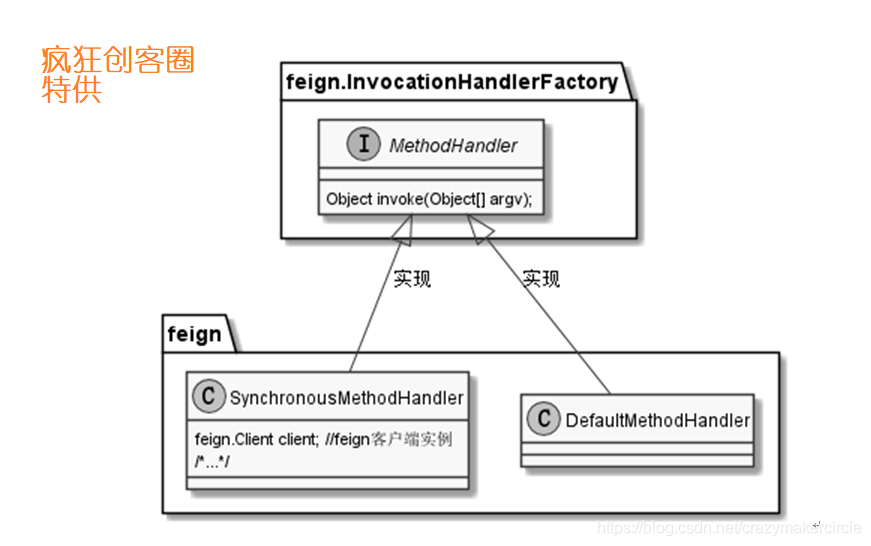 疯狂创客圈
特供
feign.InvocationHandlerFactory
I MethodHandler
Object invoke(Object[] argv);
实现
实现
feign
C SynchronousMethodHandler
feign.Client client; //feign客户端实例
/*...*/
C DefaultMethodHandler
https://blog.csdn.net/crazymakercircle